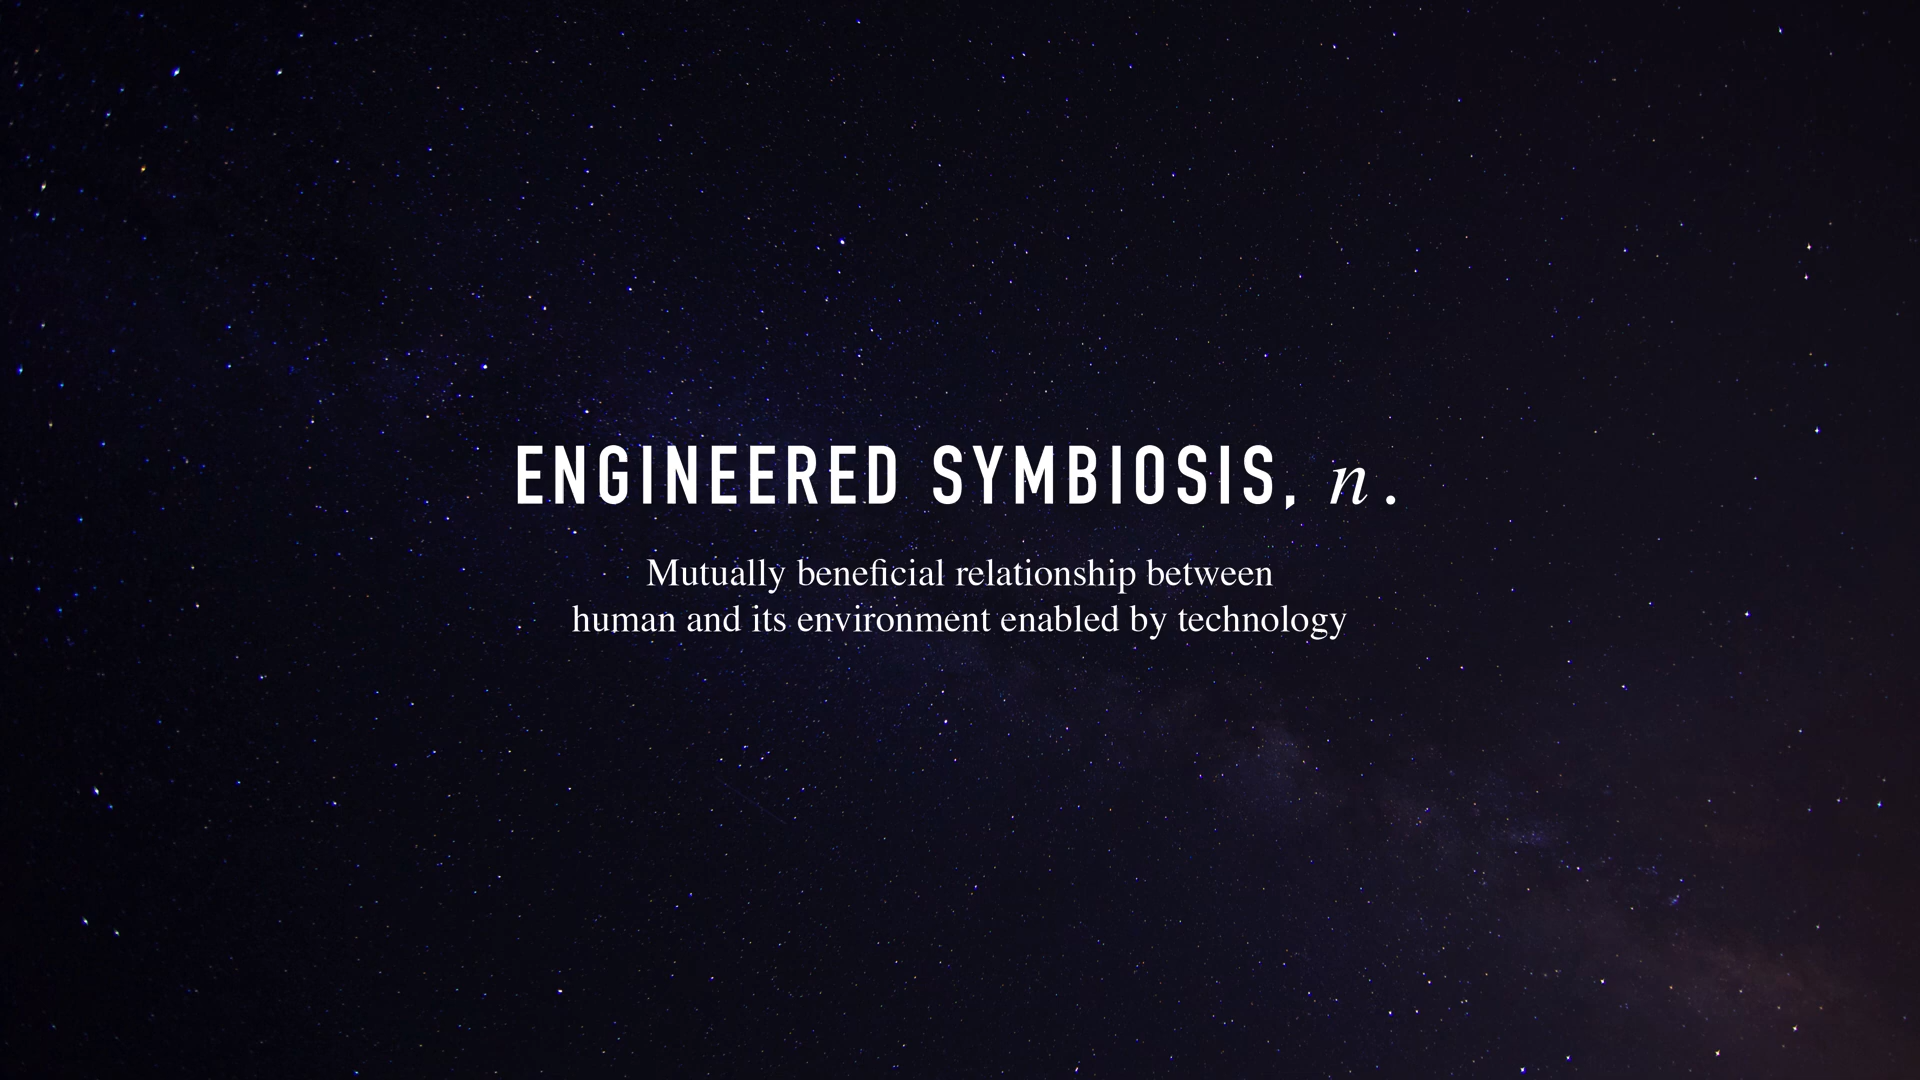 ENGINEERED SYMBIOSIS, n.
Mutually beneficial relationship between
human and its environment enabled by technology